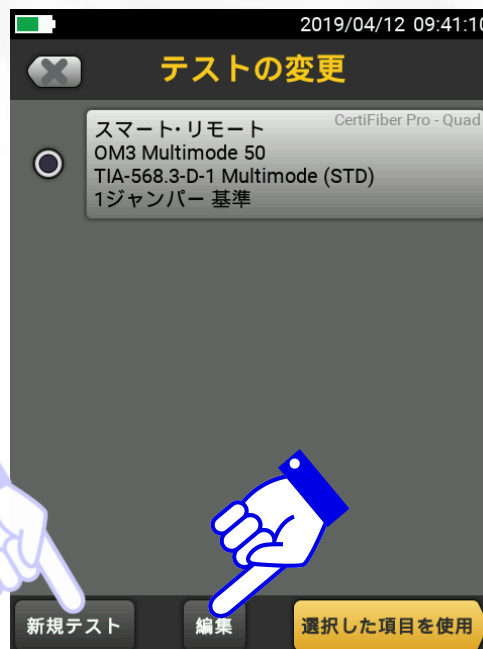 2019/04/12 09:41:10
テストの変更
CertiFiber Pro - Quad
スマート・リモート
OM3 Multimode 50
TIA-568.3-D-1 Multimode (STD)
1ジャンパー 基準
新規テスト
編集
選択した項目を使用